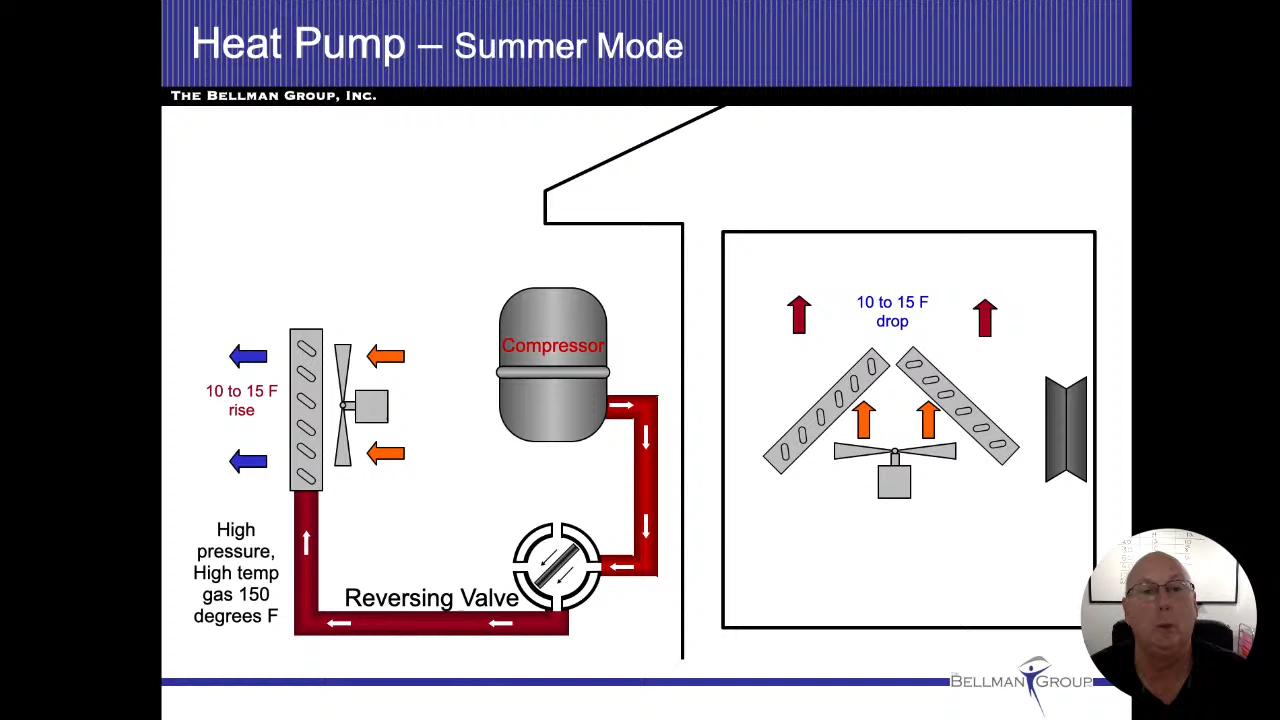 Heat Pump – Summer Mode
THE BELLMAN GROUP, INC.
Compressor
10 to 15 F
drop
10 to 15 F
rise
High
pressure,
High temp
gas 150
degrees F
Reversing Valve
THE
BELLMAN GROUP